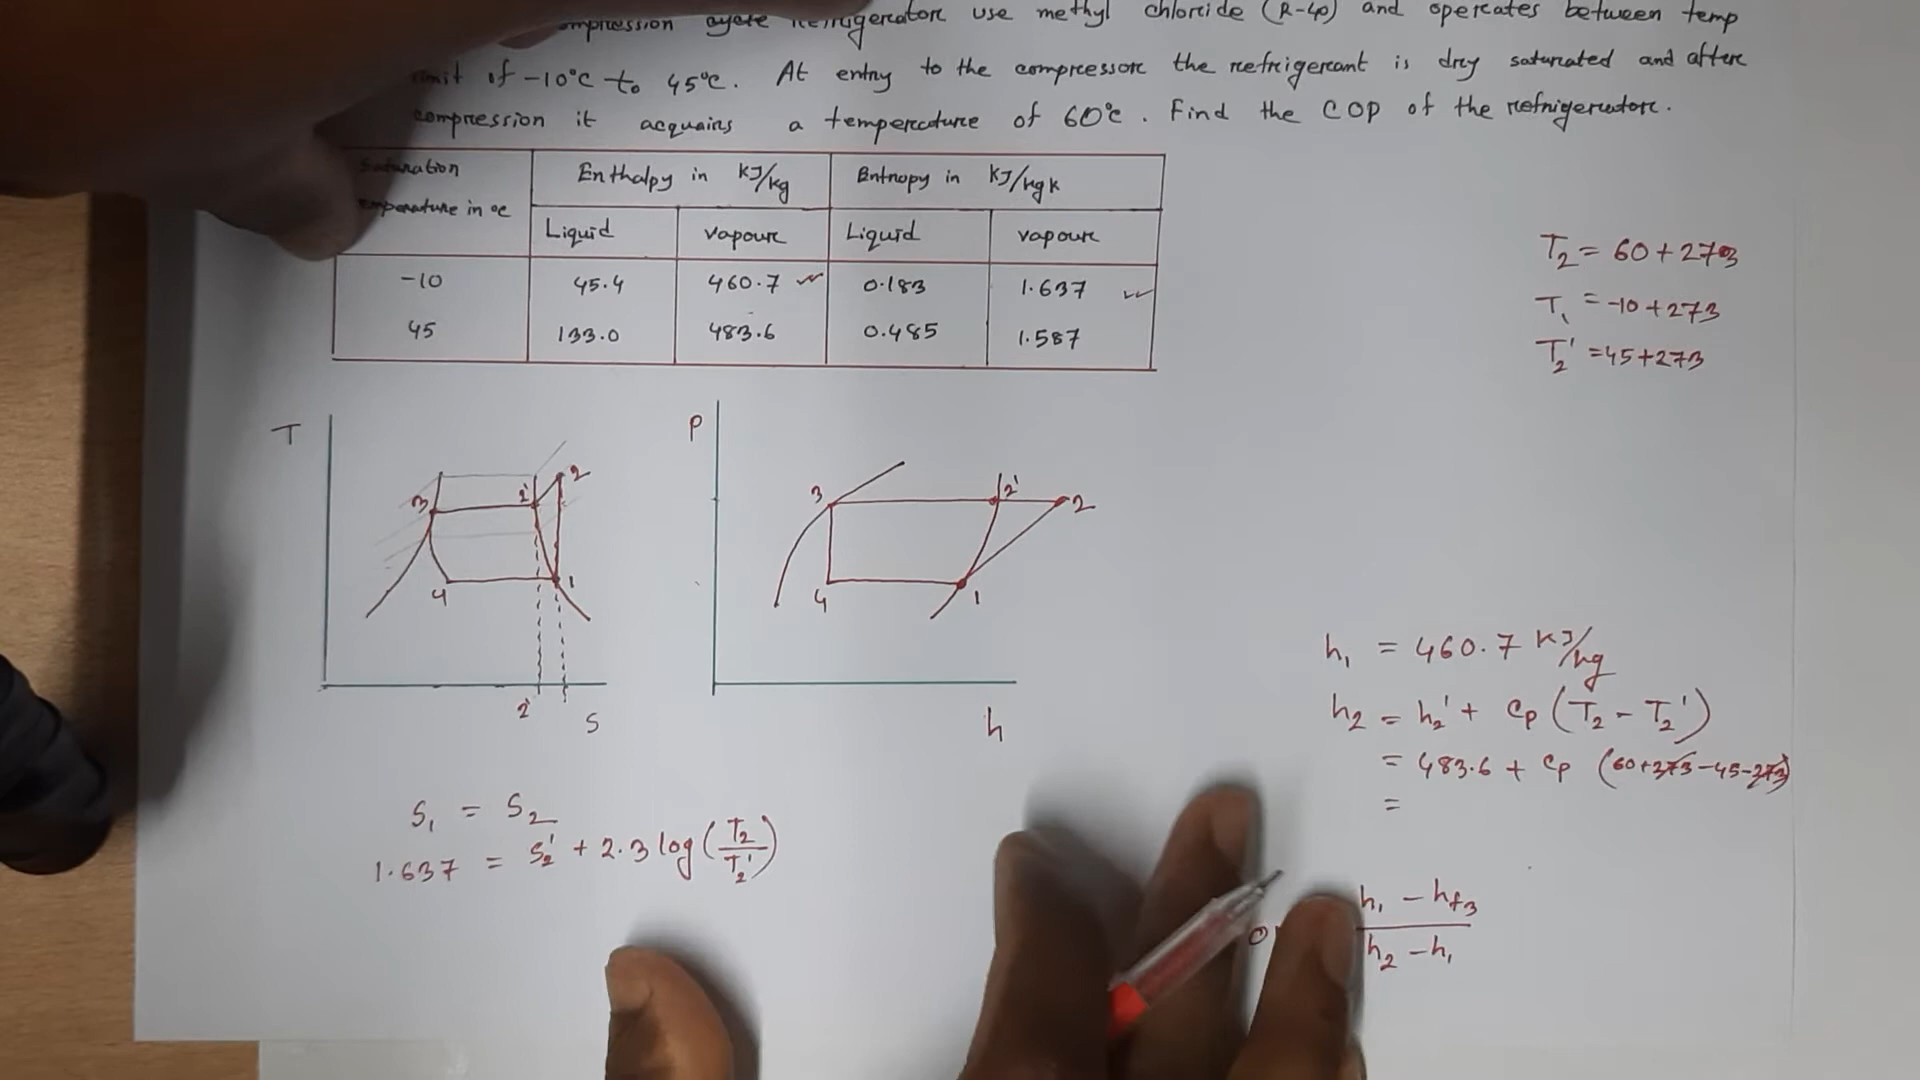 use methyl chloride (R-40) and operates between temp
of -10°C to 45°C. At entry to the compressor the refrigerant is dry saturated and after
compression it acquairs a temperature of 60°C. Find the COP of the refrigerator.
Enthalpy in KJ/kg Entropy in KJ/kgK
in °C Liquid vapour Liquid vapour
-10 45.4 460.7 0.183 1.637
45 133.0 483.6 0.485 1.587
T2 = 60+273
T1 = -10+273
T2' = 45+273
T
3 2' 2
4 1
2' S
P
3 2' 2
4 1
h
h1 = 460.7 KJ/kg
h2 = h2' + Cp (T2 - T2')
= 483.6 + Cp (60+273-45-273)
=
S1 = S2
1.637 = S2' + 2.3 log (T2/T2')
h1 - hf3
h2 - h1